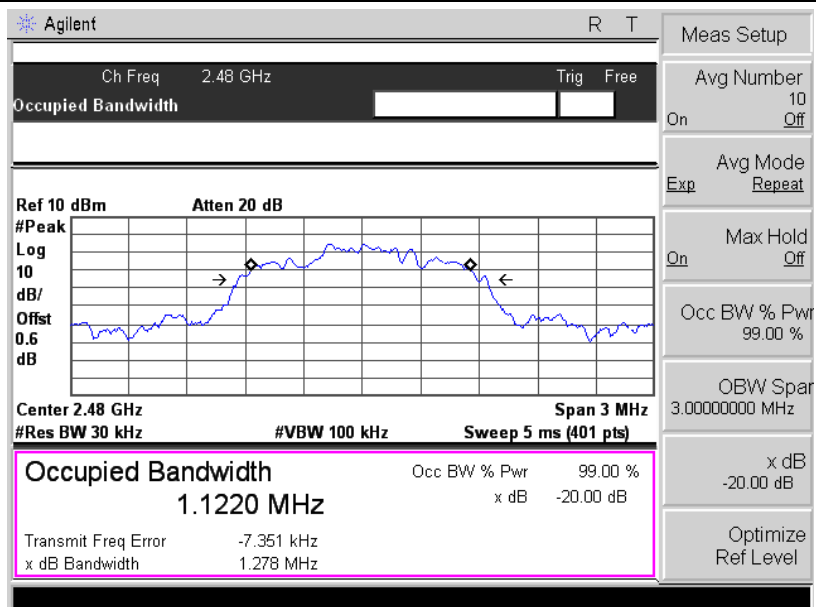 Agilent
R T
Ch Freq 2.48 GHz Trig Free
Occupied Bandwidth
Ref 10 dBm Atten 20 dB
#Peak
Log
10
dB/
Offst
0.6
dB
Center 2.48 GHz Span 3 MHz
#Res BW 30 kHz #VBW 100 kHz Sweep 5 ms (401 pts)
Occupied Bandwidth
1.1220 MHz
Occ BW % Pwr 99.00 %
x dB -20.00 dB
Transmit Freq Error -7.351 kHz
x dB Bandwidth 1.278 MHz
Meas Setup
Avg Number
10
On Off
Avg Mode
Exp Repeat
Max Hold
On Off
Occ BW % Pwr
99.00 %
OBW Span
3.00000000 MHz
x dB
-20.00 dB
Optimize
Ref Level